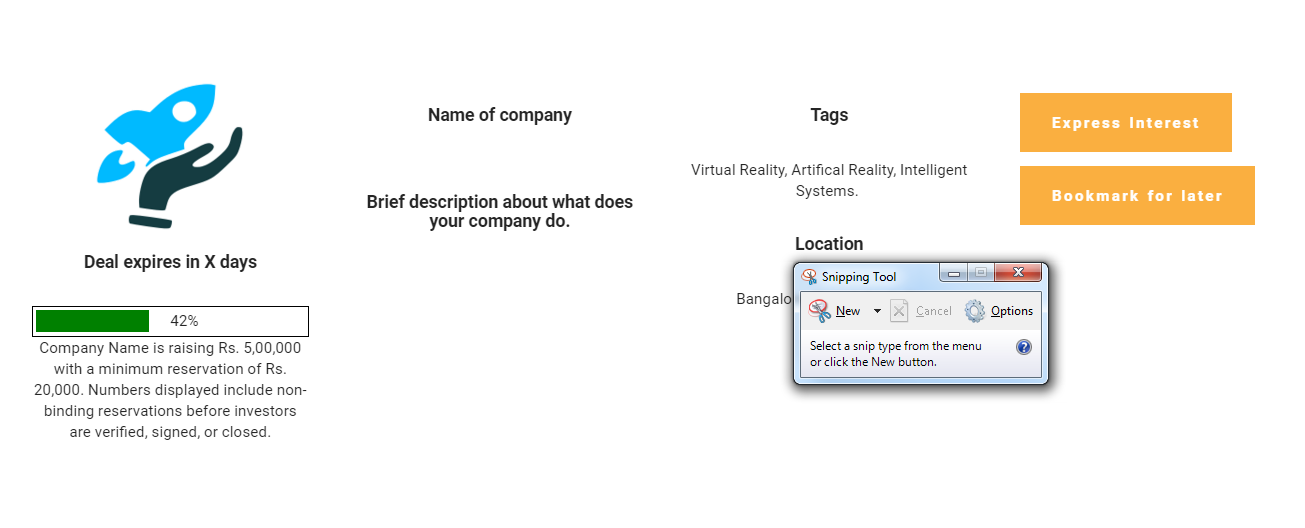 Deal expires in X days
42%
Company Name is raising Rs. 5,00,000
with a minimum reservation of Rs.
20,000. Numbers displayed include non-
binding reservations before investors
are verified, signed, or closed.
Name of company
Brief description about what does
your company do.
Tags
Virtual Reality, Artifical Reality, Intelligent
Systems.
Location
Snipping Tool
New
Cancel
Options
Select a snip type from the menu
or click the New button.
Express Interest
Bookmark for later